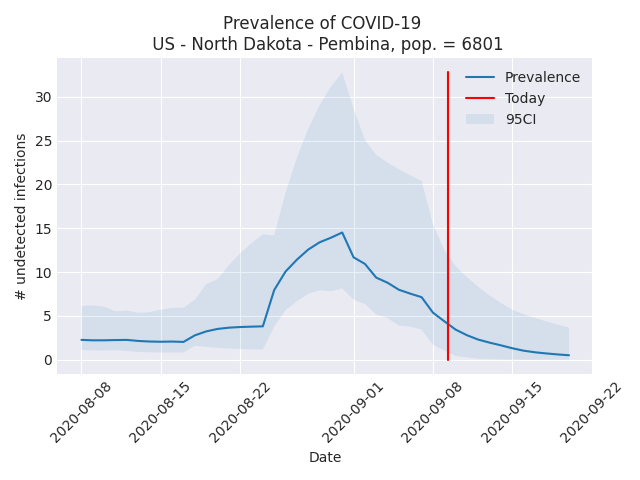 Prevalence of COVID-19
US - North Dakota - Pembina, pop. = 6801
Prevalence
Today
95CI
# undetected infections
30
25
20
15
10
5
0
2020-08-08
2020-08-15
2020-08-22
2020-09-01
2020-09-08
2020-09-15
2020-09-22
Date